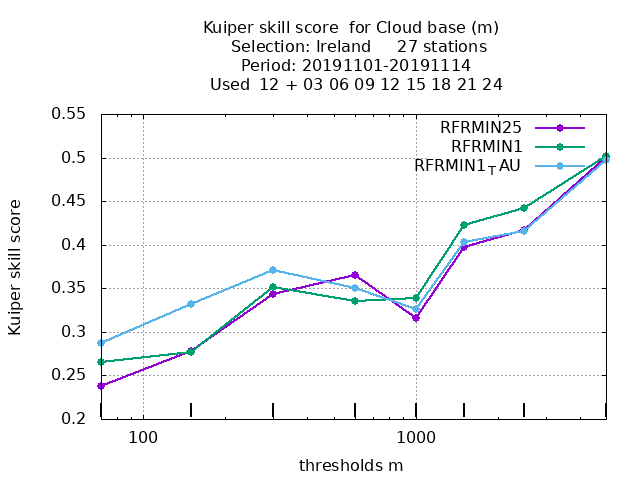 Kuiper skill score  for Cloud base (m)
Selection: Ireland     27 stations
Period: 20191101-20191114
Used  12 + 03 06 09 12 15 18 21 24
RFRMIN25
RFRMIN1
RFRMIN1TAU
Kuiper skill score
0.55
0.5
0.45
0.4
0.35
0.3
0.25
0.2
100
1000
thresholds m